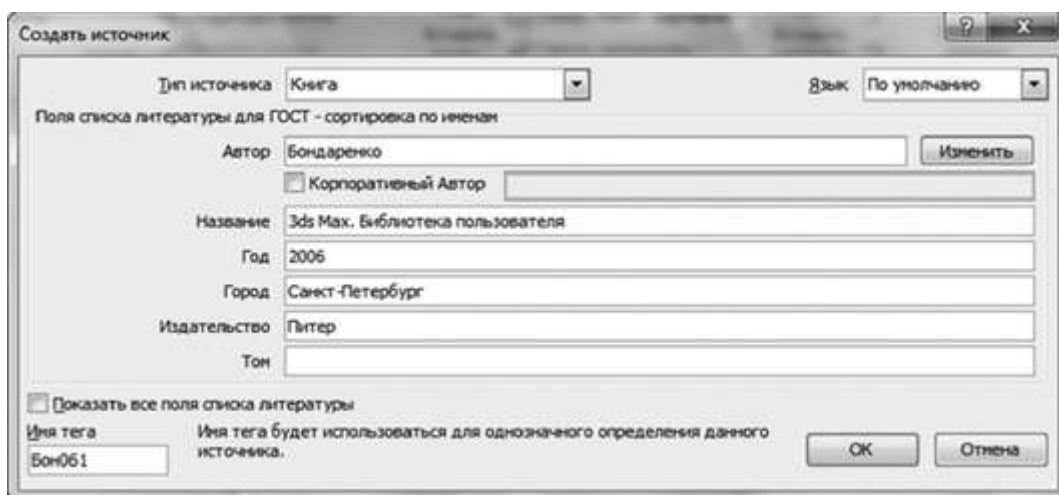 Создать источник
Тип источника Книга Язык По умолчанию
Поля списка литературы для ГОСТ - сортировка по именам
Автор Бондаренко Изменить
Корпоративный Автор
Название 3ds Max. Библиотека пользователя
Год 2006
Город Санкт-Петербург
Издательство Питер
Том
Показать все поля списка литературы
Имя тега Имя тега будет использоваться для однозначного определения данного
источника.
Бон061 ОК Отмена